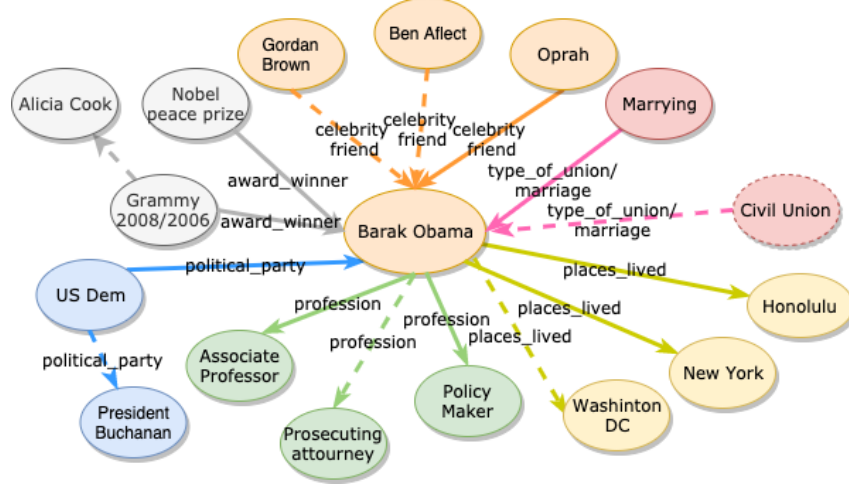 Gordan
Brown
Ben Aflect
Oprah
Alicia Cook
Nobel
peace prize
Marrying
celebrity
friend
celebrity
friend
celebrity
friend
award_winner
type_of_union/
marriage
Grammy
2008/2006
award_winner
Barak Obama
type_of_union/
marriage
Civil Union
political_party
places_lived
US Dem
profession
profession
places_lived
Honolulu
political_party
profession
places_lived
Associate
Professor
New York
President
Buchanan
Policy
Maker
Washinton
DC
Prosecuting
attourney